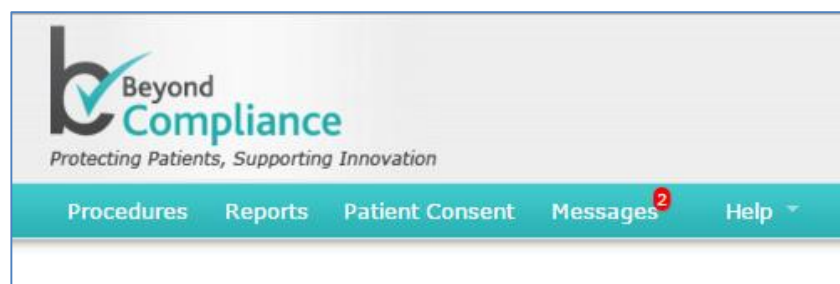 Beyond
Compliance
Protecting Patients, Supporting Innovation
Procedures Reports Patient Consent Messages 2 Help